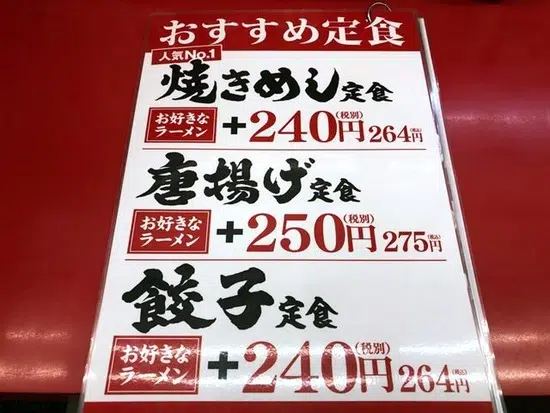 おすすめ定食
人気No.1
焼きめし定食
お好きな
ラーメン
+240円(税別)264円(税込)
唐揚げ定食
お好きな
ラーメン
+250円(税別)275円(税込)
餃子定食
お好きな
ラーメン
+240円(税別)264円(税込)